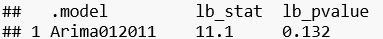 ## .model lb_stat lb_pvalue
## 1 Arima012011 11.1 0.132